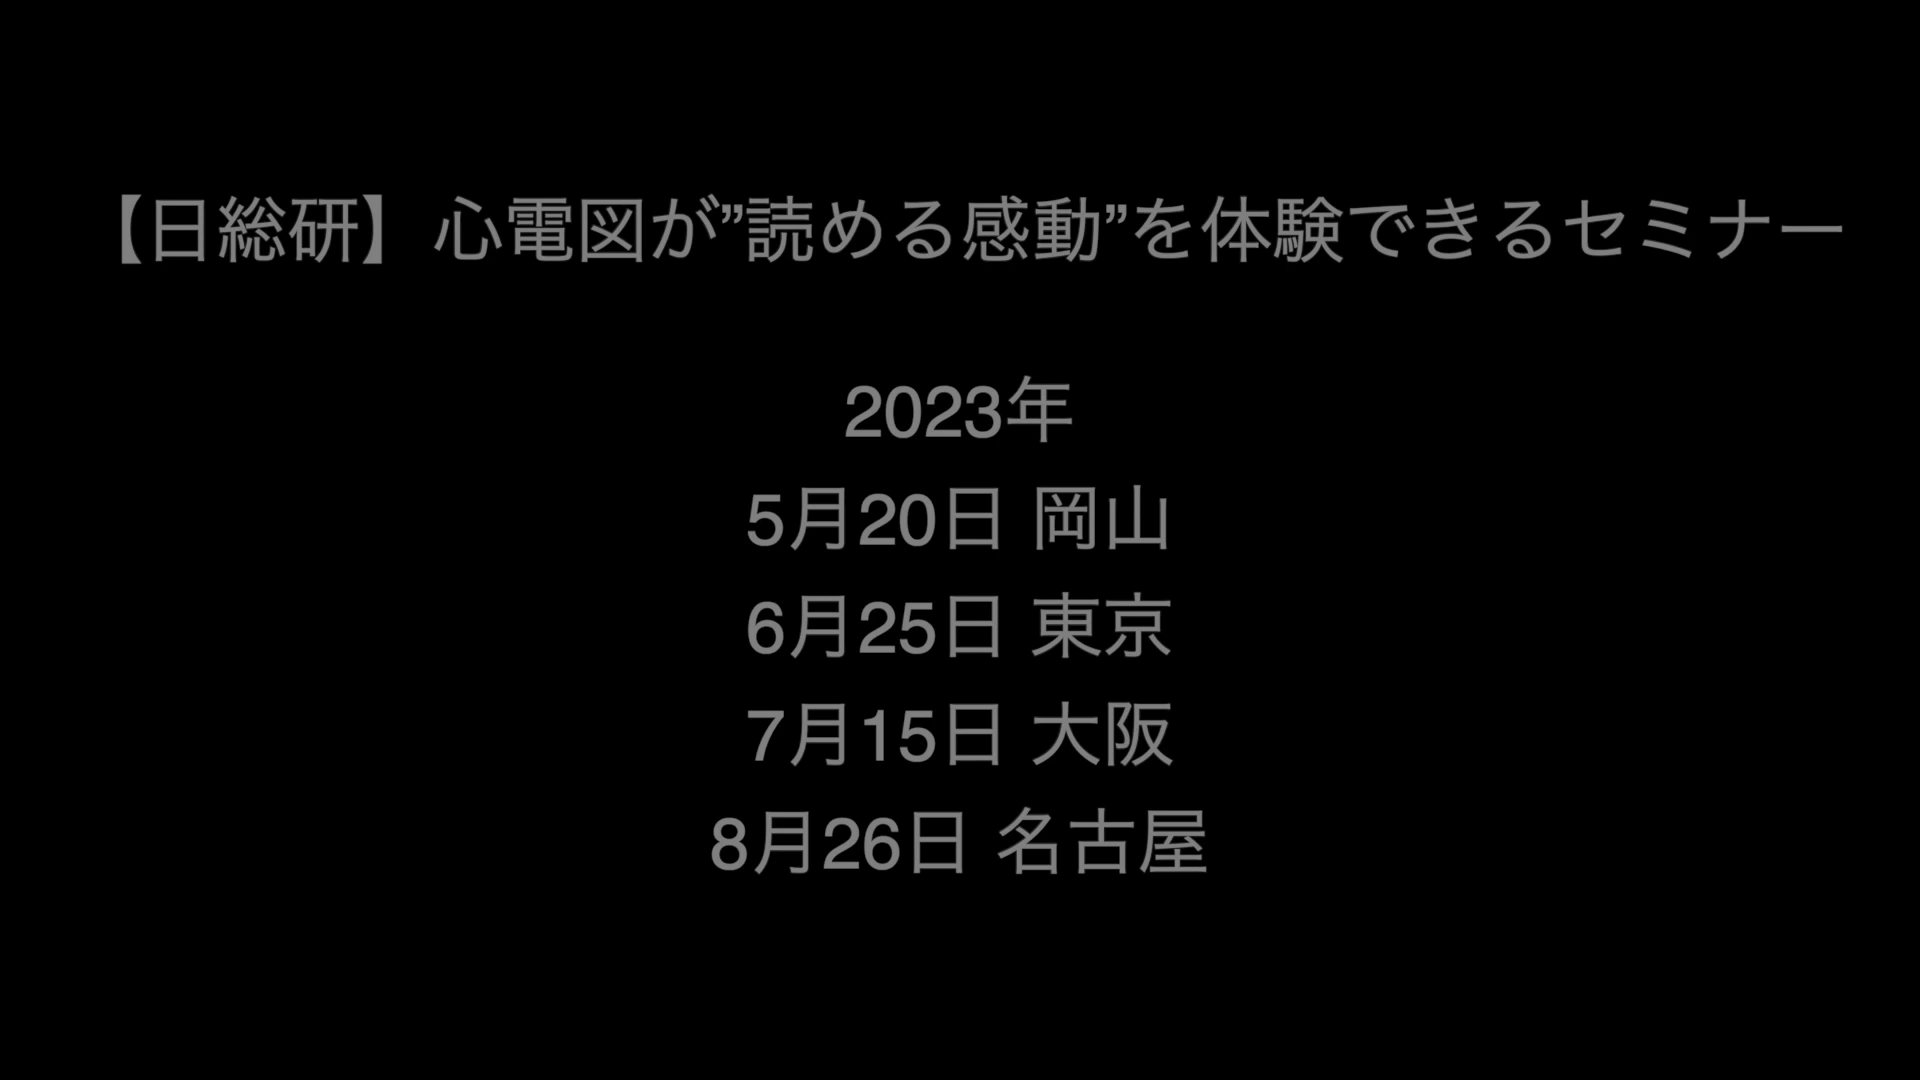 【日総研】心電図が”読める感動”を体験できるセミナー
2023年
5月20日 岡山
6月25日 東京
7月15日 大阪
8月26日 名古屋